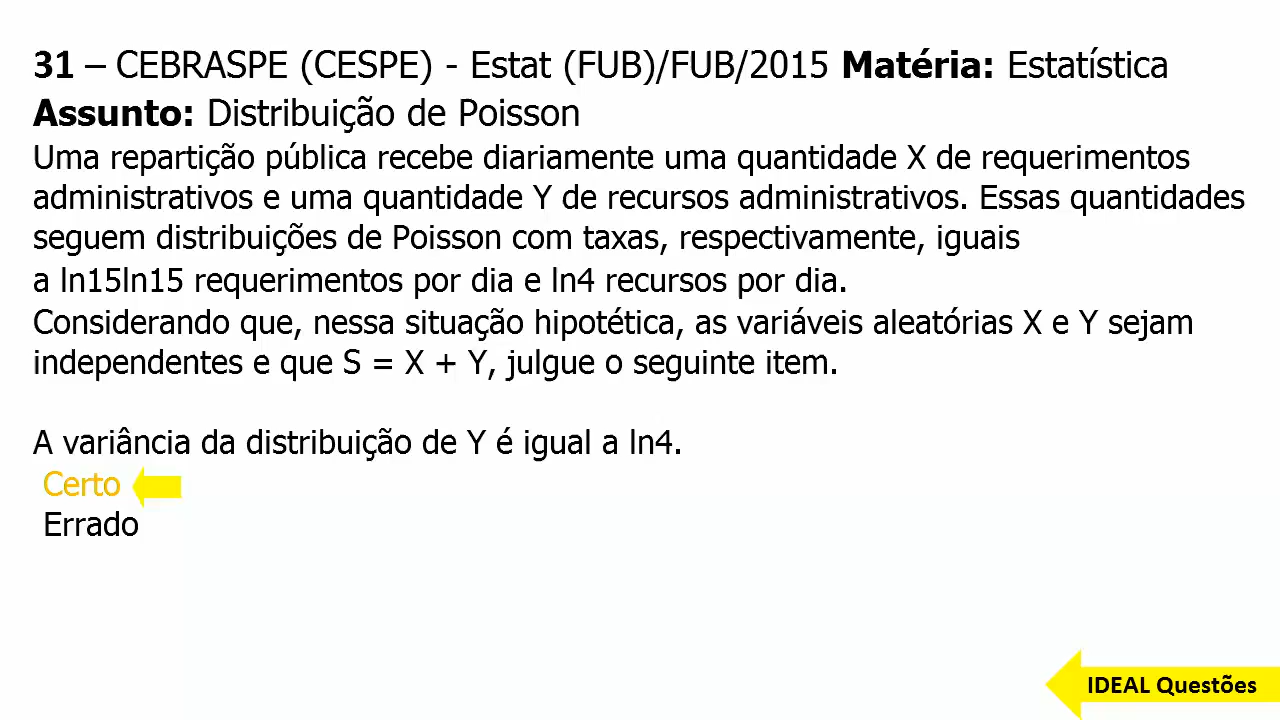 31 – CEBRASPE (CESPE) - Estat (FUB)/FUB/2015 Matéria: Estatística
Assunto: Distribuição de Poisson
Uma repartição pública recebe diariamente uma quantidade X de requerimentos
administrativos e uma quantidade Y de recursos administrativos. Essas quantidades
seguem distribuições de Poisson com taxas, respectivamente, iguais
a ln15ln15 requerimentos por dia e ln4 recursos por dia.
Considerando que, nessa situação hipotética, as variáveis aleatórias X e Y sejam
independentes e que S = X + Y, julgue o seguinte item.
A variância da distribuição de Y é igual a ln4.
Certo
Errado
IDEAL Questões